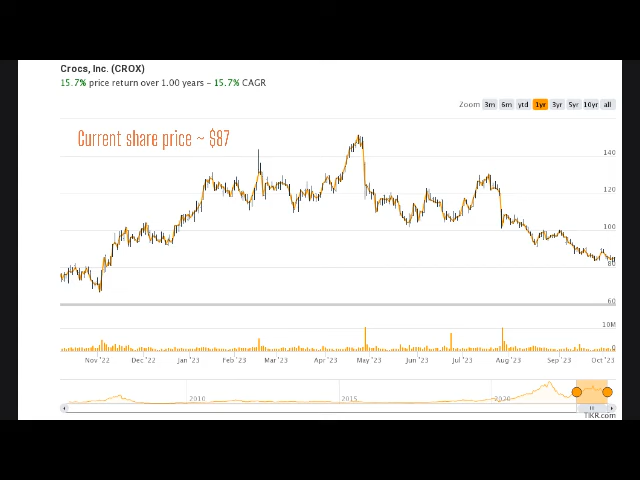 Crocs, Inc. (CROX)
15.7% price return over 1.00 years - 15.7% CAGR
Zoom 3m 6m ytd 1yr 3yr 5yr 10yr all
Current share price ~ $87
140
120
100
80
60
10M
0
Nov '22 Dec '22 Jan '23 Feb '23 Mar '23 Apr '23 May '23 Jun '23 Jul '23 Aug '23 Sep '23 Oct '23
2010 2015 2020
TIKR.com